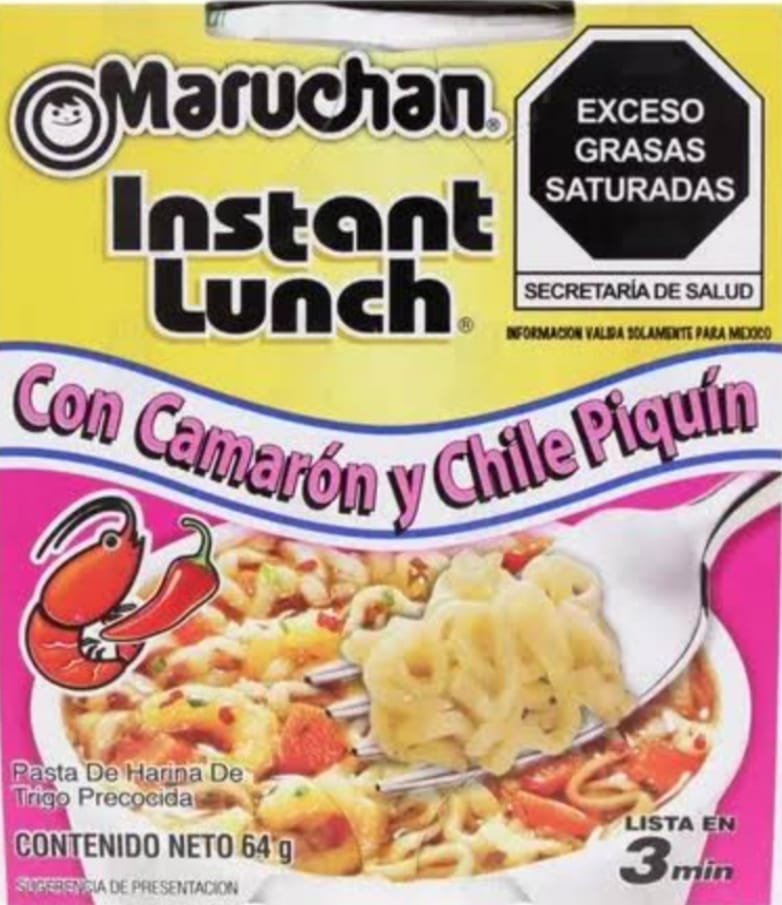 Maruchan®
Instant
Lunch®
EXCESO
GRASAS
SATURADAS
SECRETARÍA DE SALUD
INFORMACION VALIDA SOLAMENTE PARA MEXICO
Con Camarón y Chile Piquín
Pasta De Harina De
Trigo Precocida
CONTENIDO NETO 64 g
SUGERENCIA DE PRESENTACION
LISTA EN
3 min